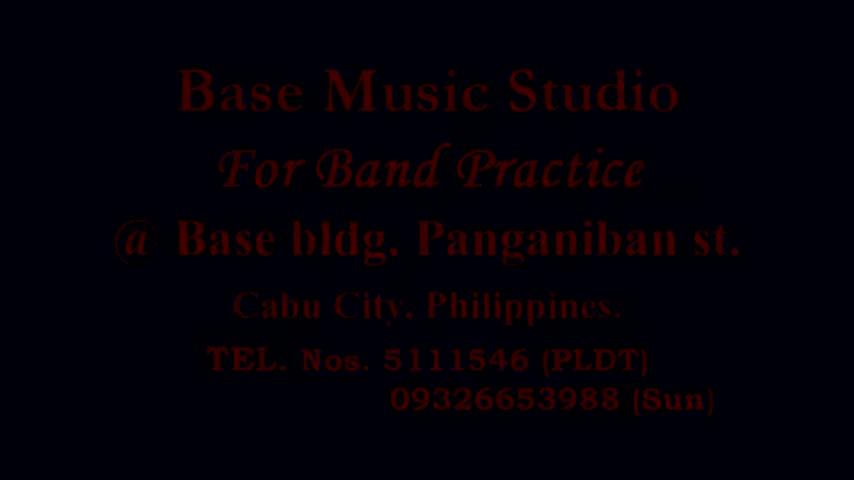 Base Music Studio
For Band Practice
@ Base bldg. Panganiban st.
Cabu City, Philippines.
TEL. Nos. 5111546 (PLDT)
09326653988 (Sun)